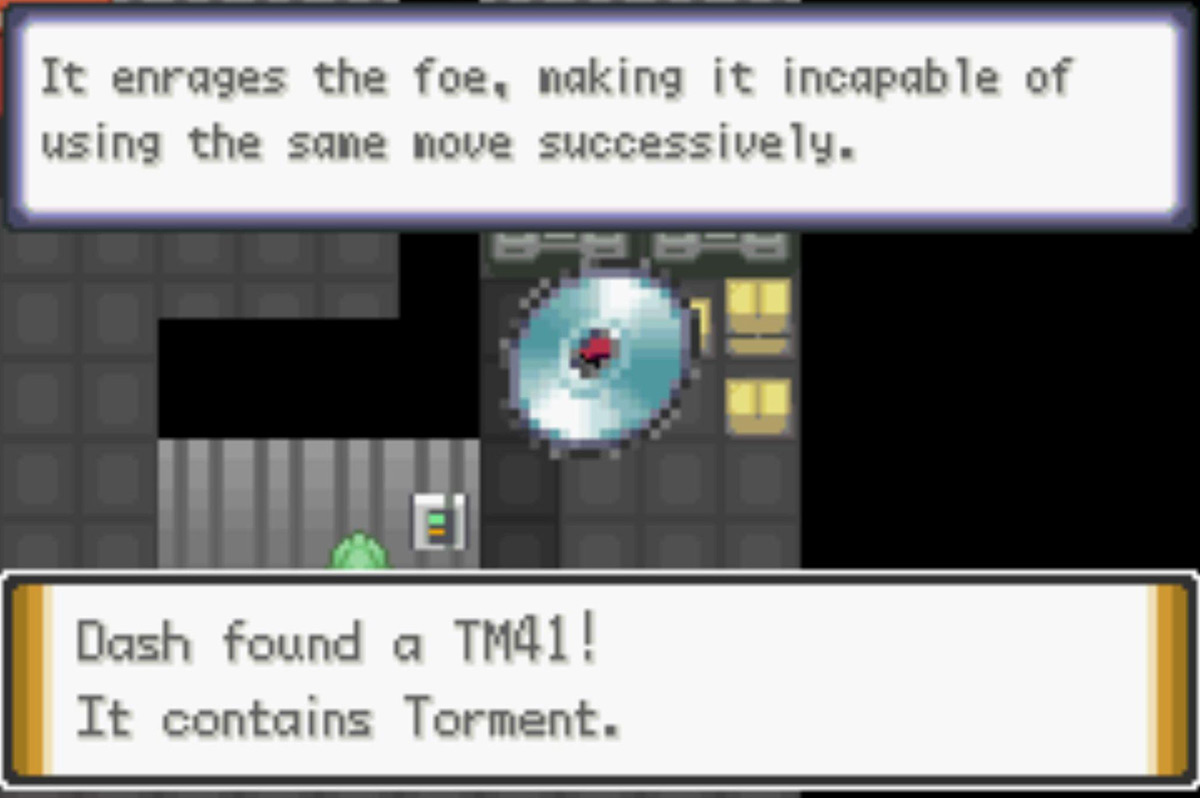 It enrages the foe, making it incapable of
using the same move successively.
Dash found a TM41!
It contains Torment.